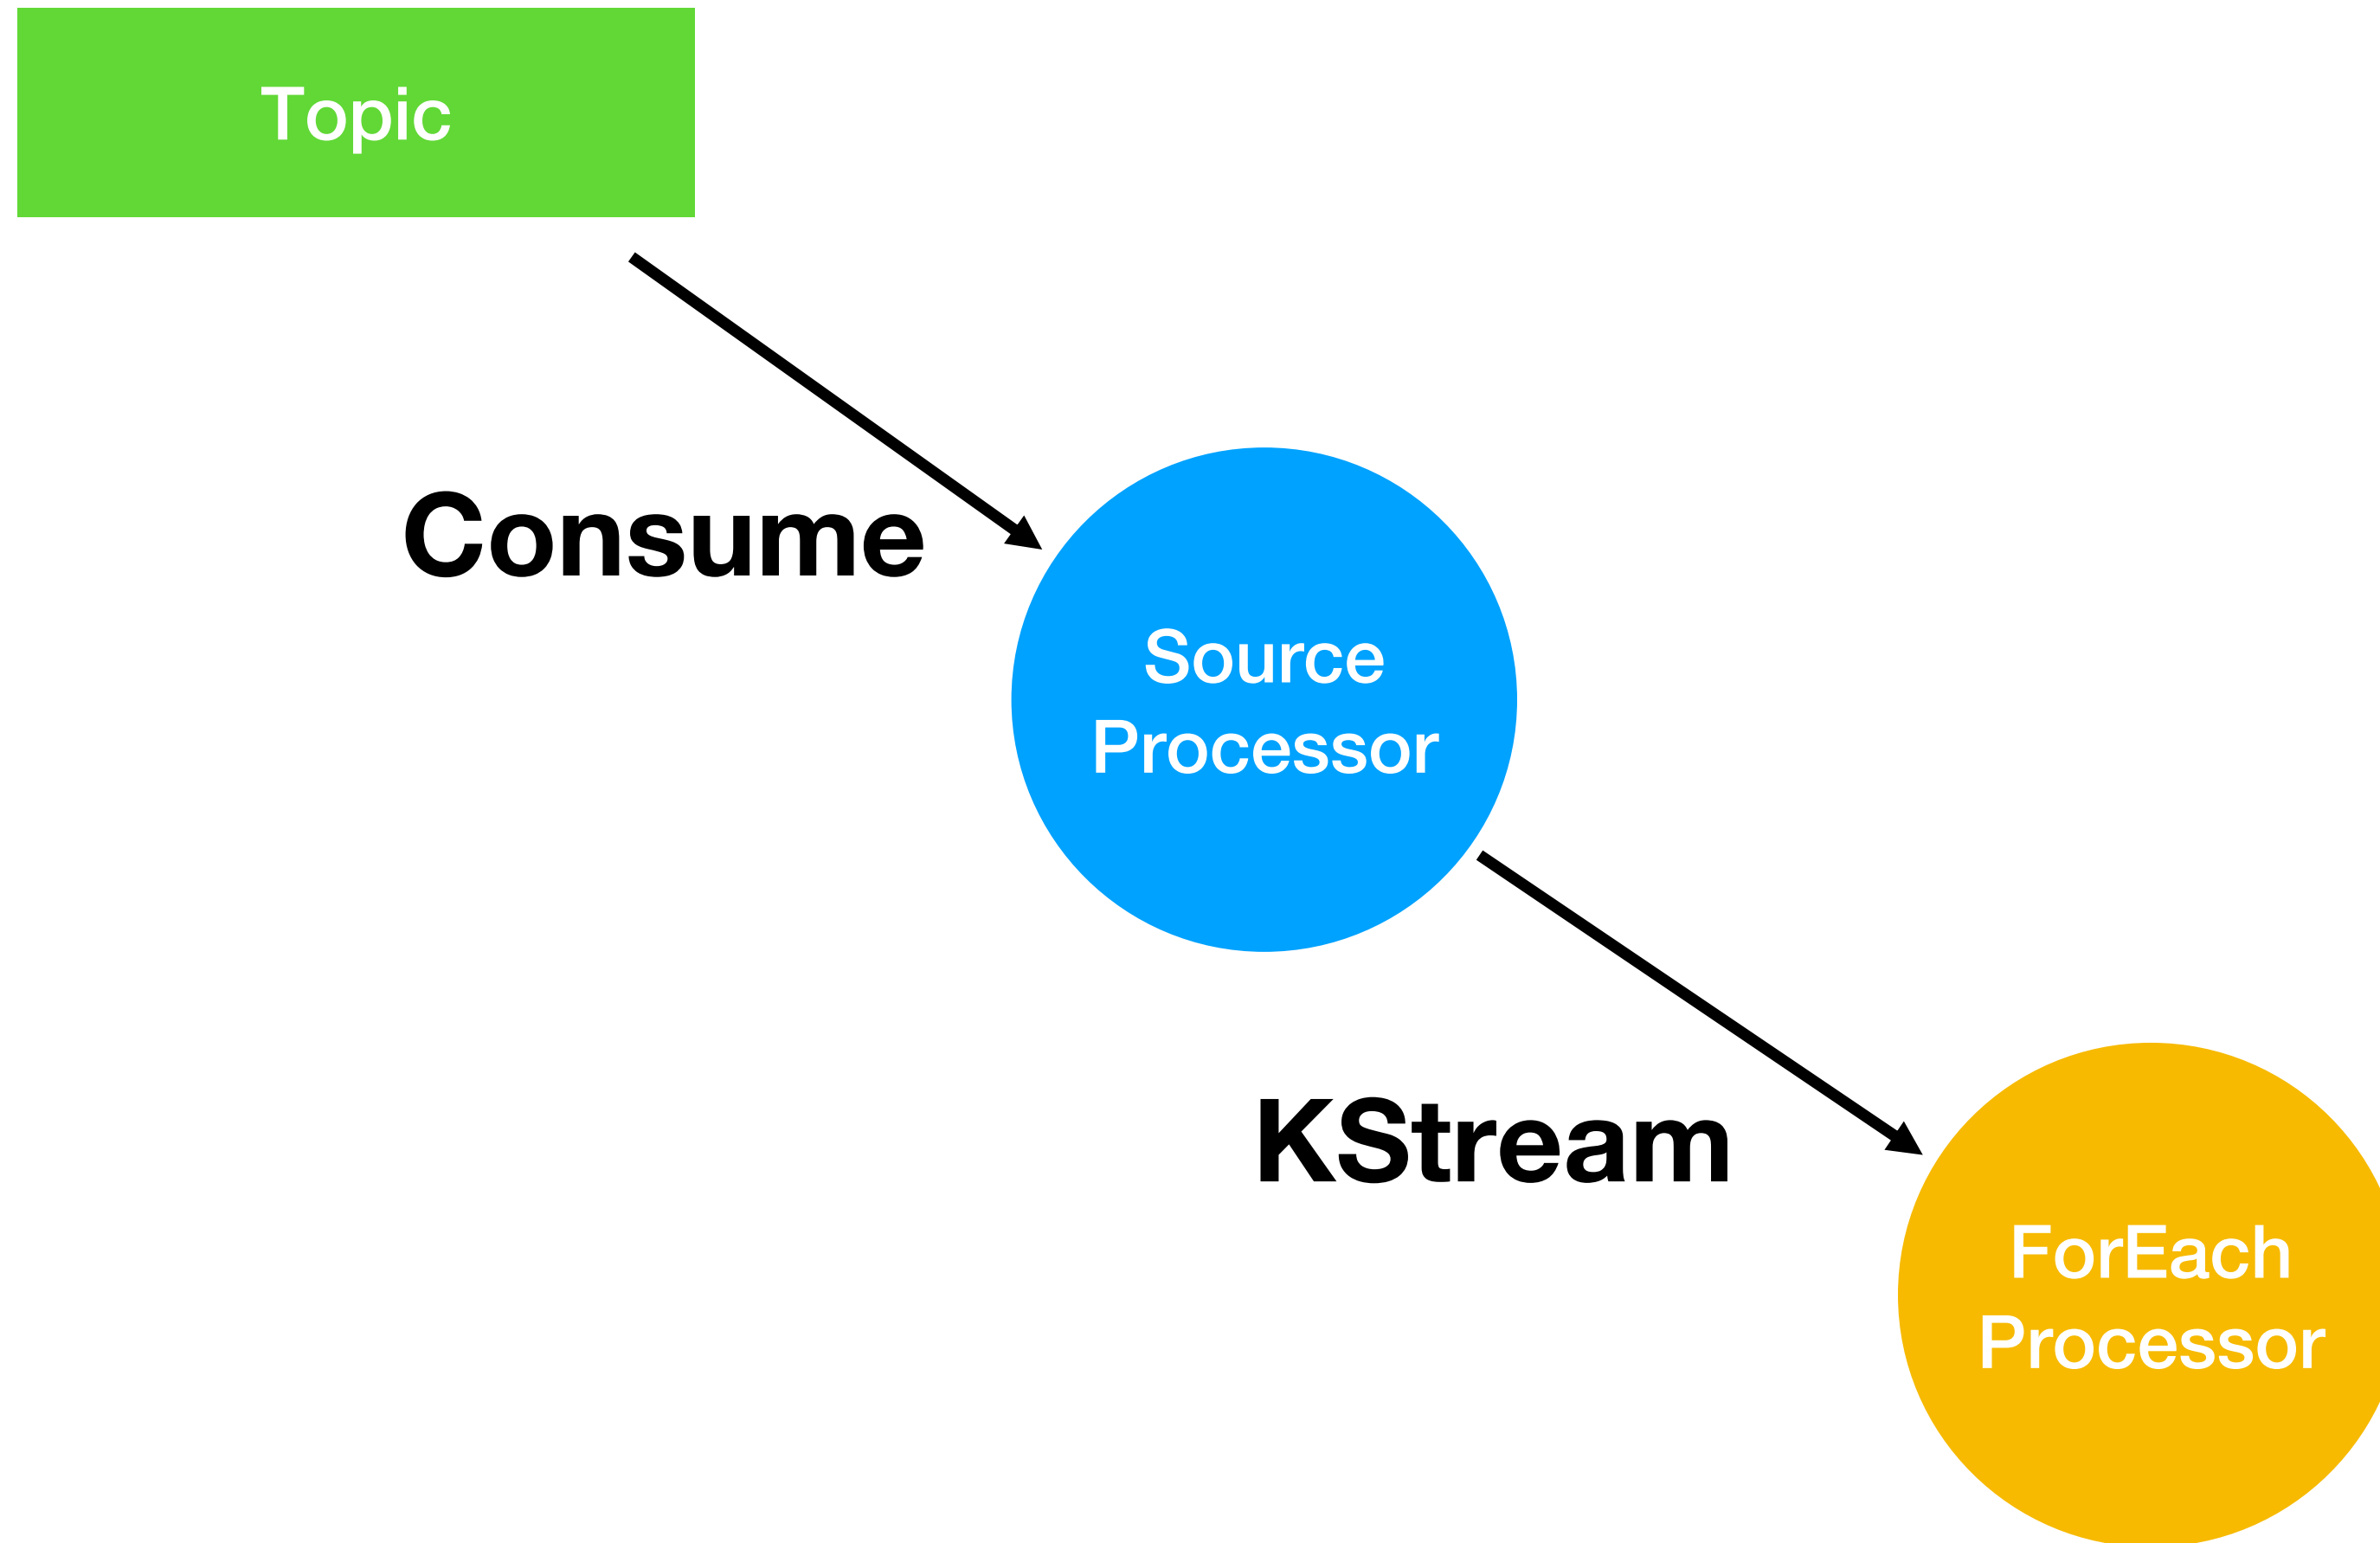 Topic
Consume
Source
Processor
KStream
ForEach
Processor